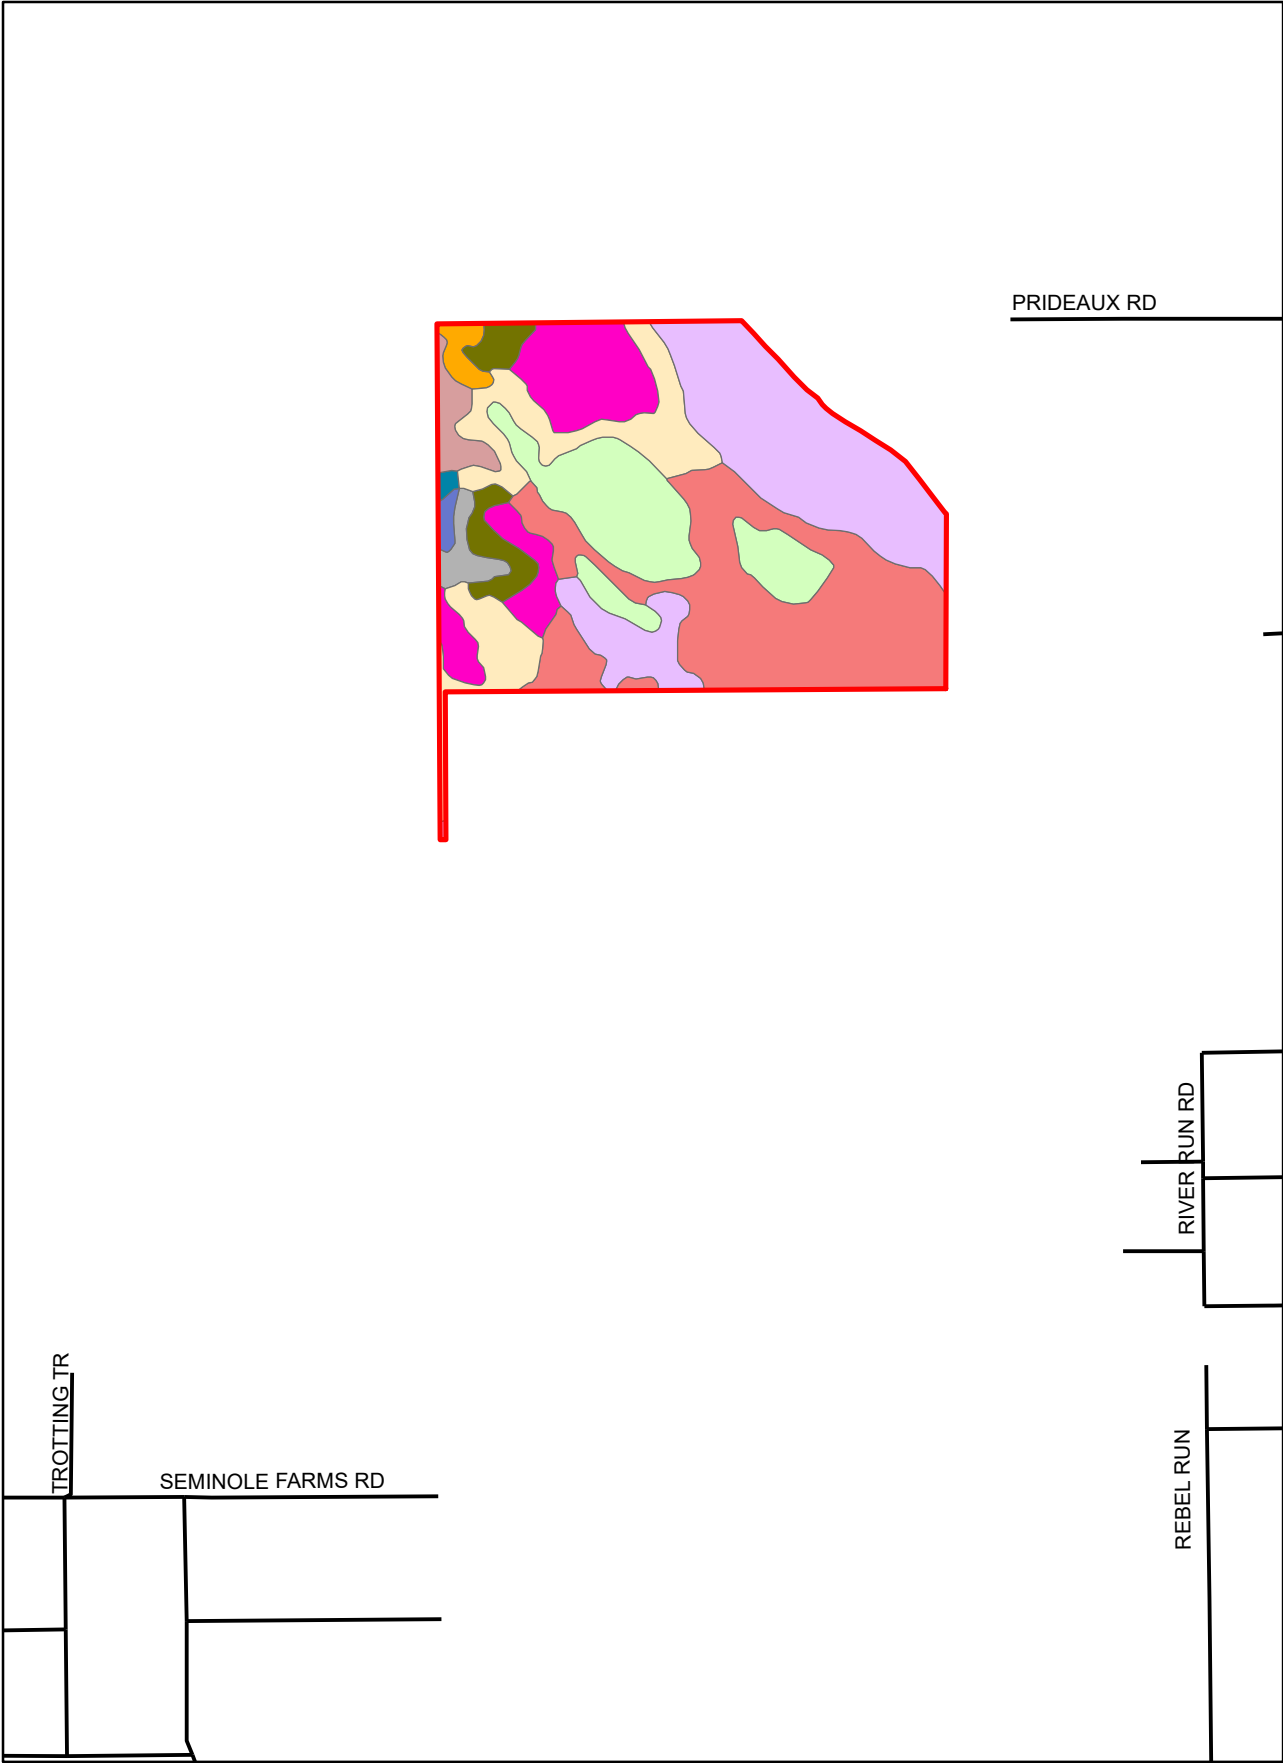 PRIDEAUX RD
RIVER RUN RD
TROTTING TR
SEMINOLE FARMS RD
REBEL RUN